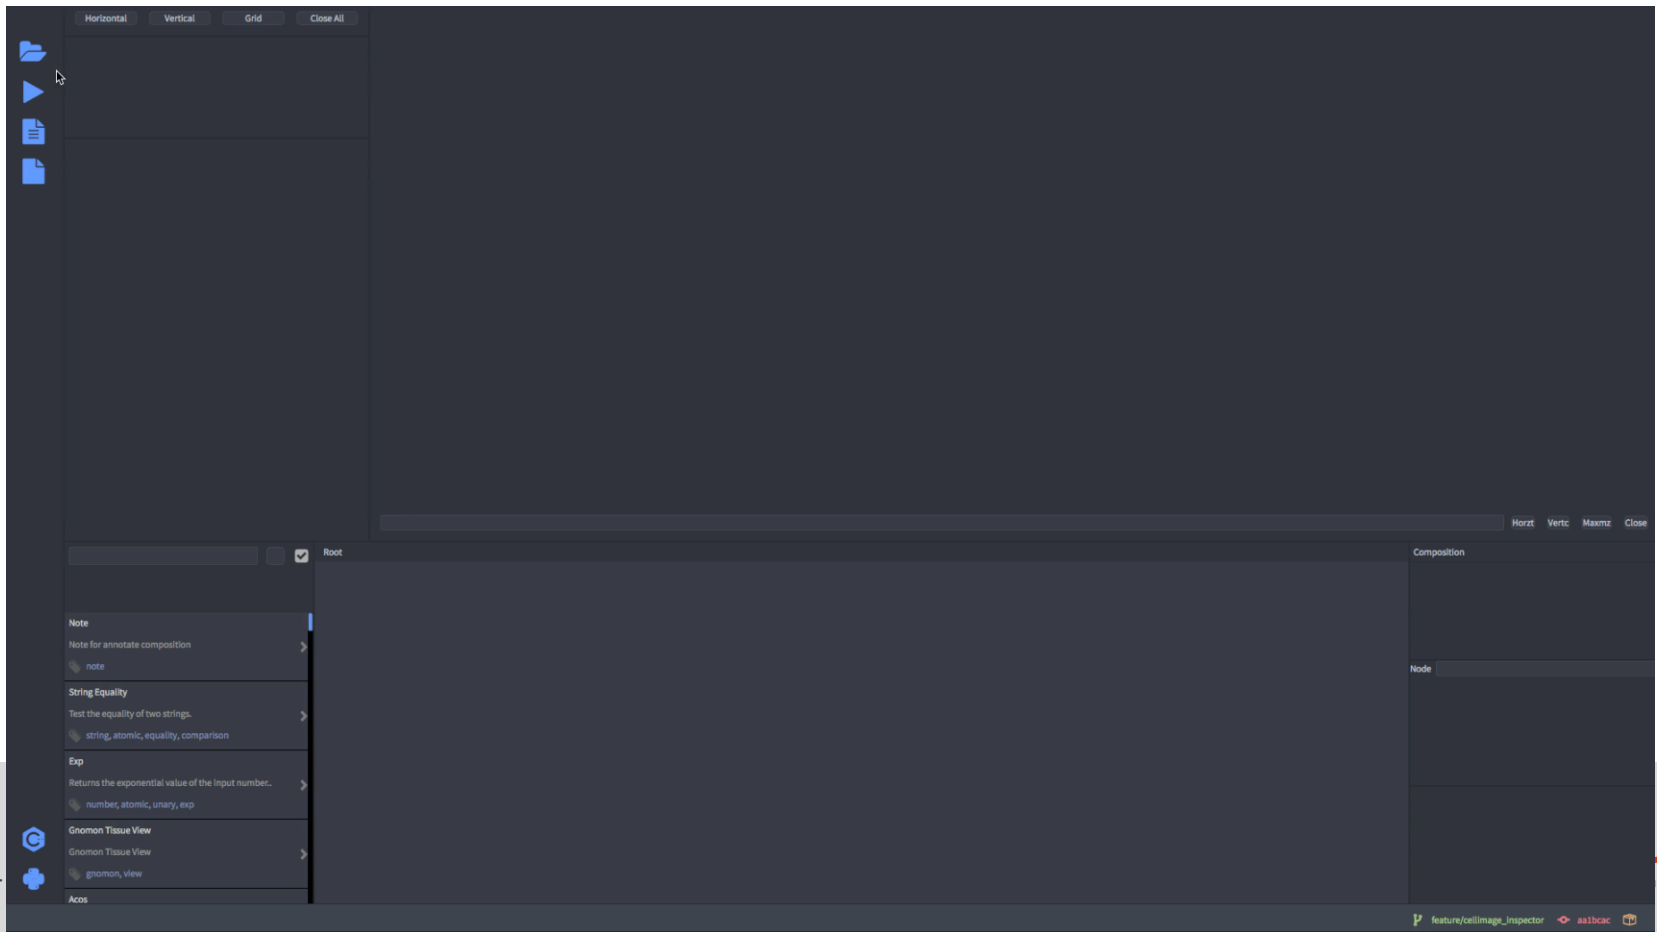 Horizontal Vertical Grid Close All
Horzt Vertc Maxmz Close
Root
Composition
Note
Note for annotate composition
note
String Equality
Test the equality of two strings.
string, atomic, equality, comparison
Exp
Returns the exponential value of the input number..
number, atomic, unary, exp
Gnomon Tissue View
Gnomon Tissue View
gnomon, view
Acos
Node
feature/cellimage_inspector aa1bcac